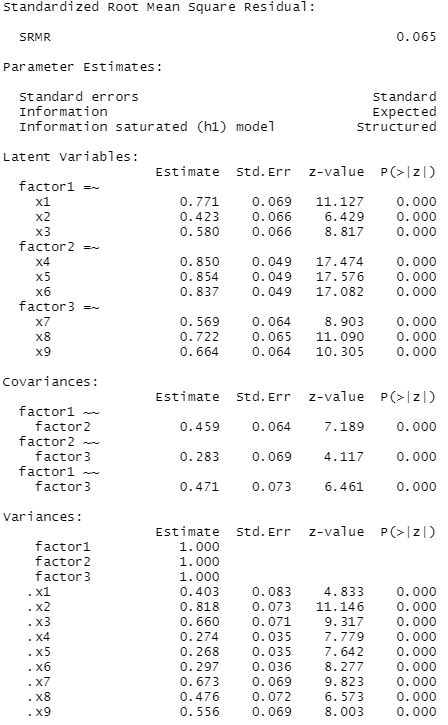 Standardized Root Mean Square Residual:
SRMR 0.065
Parameter Estimates:
Standard errors Standard
Information Expected
Information saturated (h1) model Structured
Latent Variables:
Estimate Std.Err z-value P(>|z|)
factor1 =~
x1 0.771 0.069 11.127 0.000
x2 0.423 0.066 6.429 0.000
x3 0.580 0.066 8.817 0.000
factor2 =~
x4 0.850 0.049 17.474 0.000
x5 0.854 0.049 17.576 0.000
x6 0.837 0.049 17.082 0.000
factor3 =~
x7 0.569 0.064 8.903 0.000
x8 0.722 0.065 11.090 0.000
x9 0.664 0.064 10.305 0.000
Covariances:
Estimate Std.Err z-value P(>|z|)
factor1 ~~
factor2 0.459 0.064 7.189 0.000
factor2 ~~
factor3 0.283 0.069 4.117 0.000
factor1 ~~
factor3 0.471 0.073 6.461 0.000
Variances:
Estimate Std.Err z-value P(>|z|)
factor1 1.000
factor2 1.000
factor3 1.000
.x1 0.403 0.083 4.833 0.000
.x2 0.818 0.073 11.146 0.000
.x3 0.660 0.071 9.317 0.000
.x4 0.274 0.035 7.779 0.000
.x5 0.268 0.035 7.642 0.000
.x6 0.297 0.036 8.277 0.000
.x7 0.673 0.069 9.823 0.000
.x8 0.476 0.072 6.573 0.000
.x9 0.556 0.069 8.003 0.000